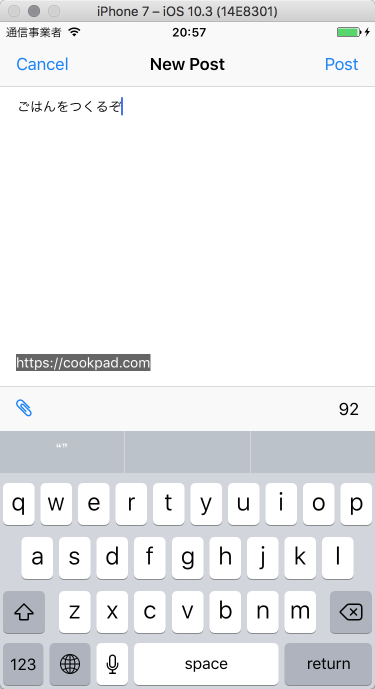 iPhone 7 – iOS 10.3 (14E8301)
通信事業者 20:57
Cancel New Post Post
ごはんをつくるぞ
https://cookpad.com
92
“”
q w e r t y u i o p
a s d f g h j k l
z x c v b n m
123 space return